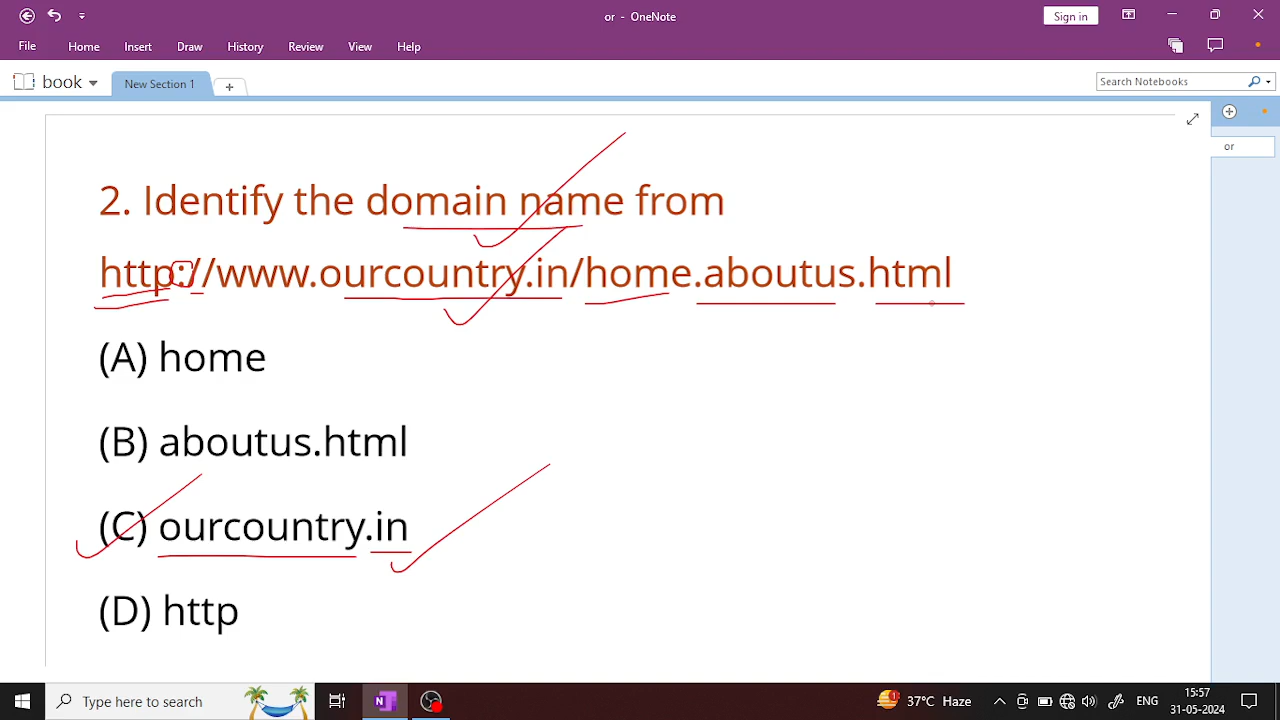 or - OneNote
Sign in
File Home Insert Draw History Review View Help
book New Section 1 + Search Notebooks
or
2. Identify the domain name from
http://www.ourcountry.in/home.aboutus.html
(A) home
(B) aboutus.html
(C) ourcountry.in
(D) http
Type here to search
1 37°C Haze ENG 15:57
31-05-2024